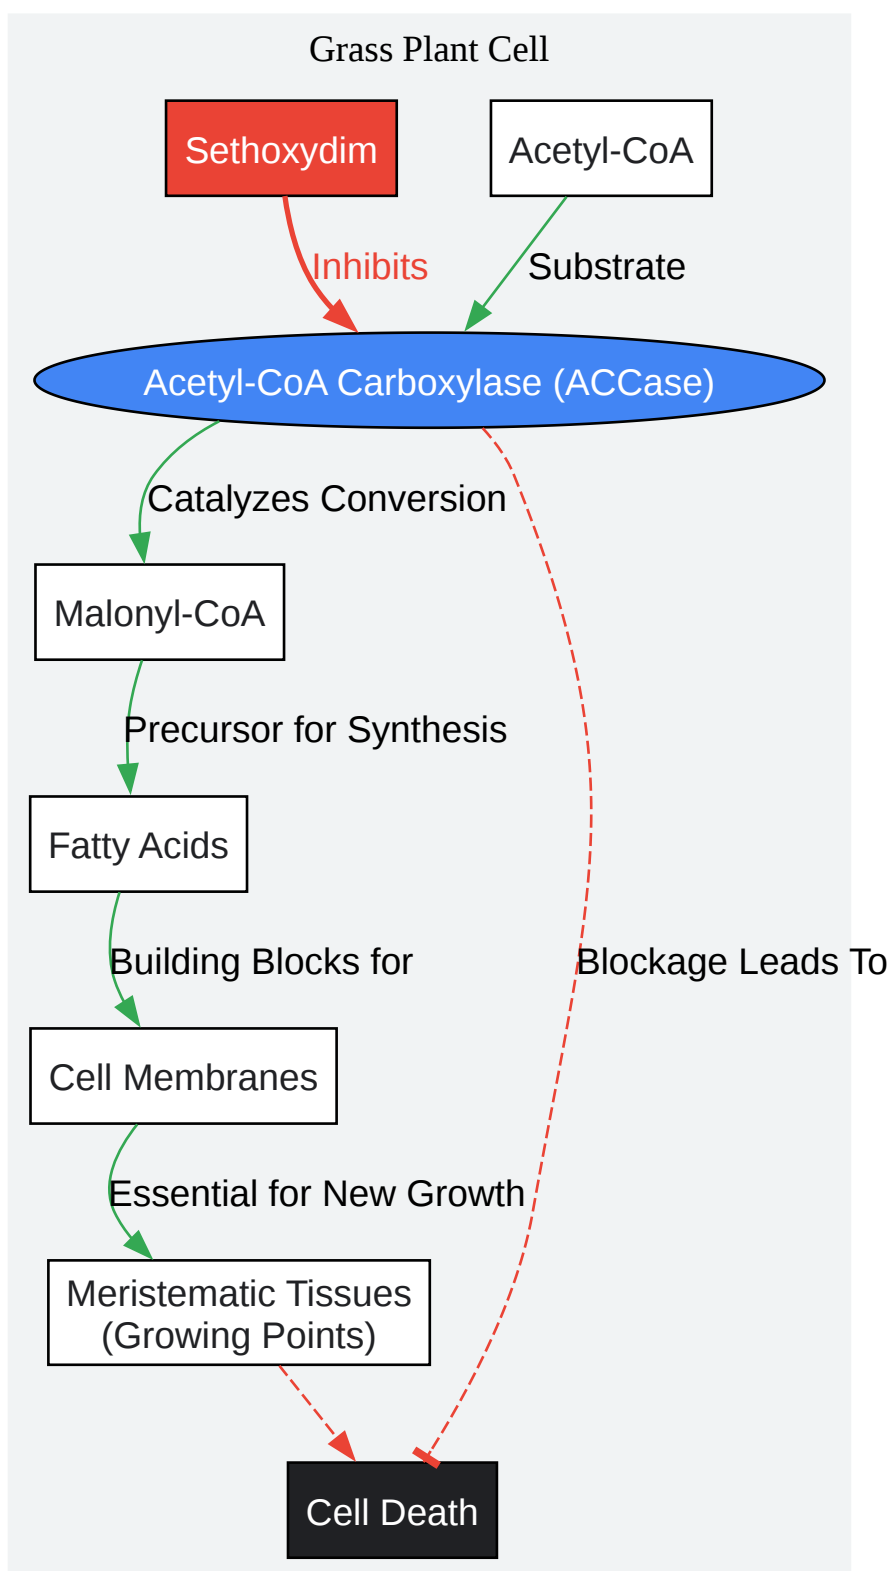 Grass Plant Cell
Sethoxydim
Acetyl-CoA
Inhibits
Substrate
Acetyl-CoA Carboxylase (ACCase)
Catalyzes Conversion
Malonyl-CoA
Precursor for Synthesis
Fatty Acids
Building Blocks for
Blockage Leads To
Cell Membranes
Essential for New Growth
Meristematic Tissues
(Growing Points)
Cell Death